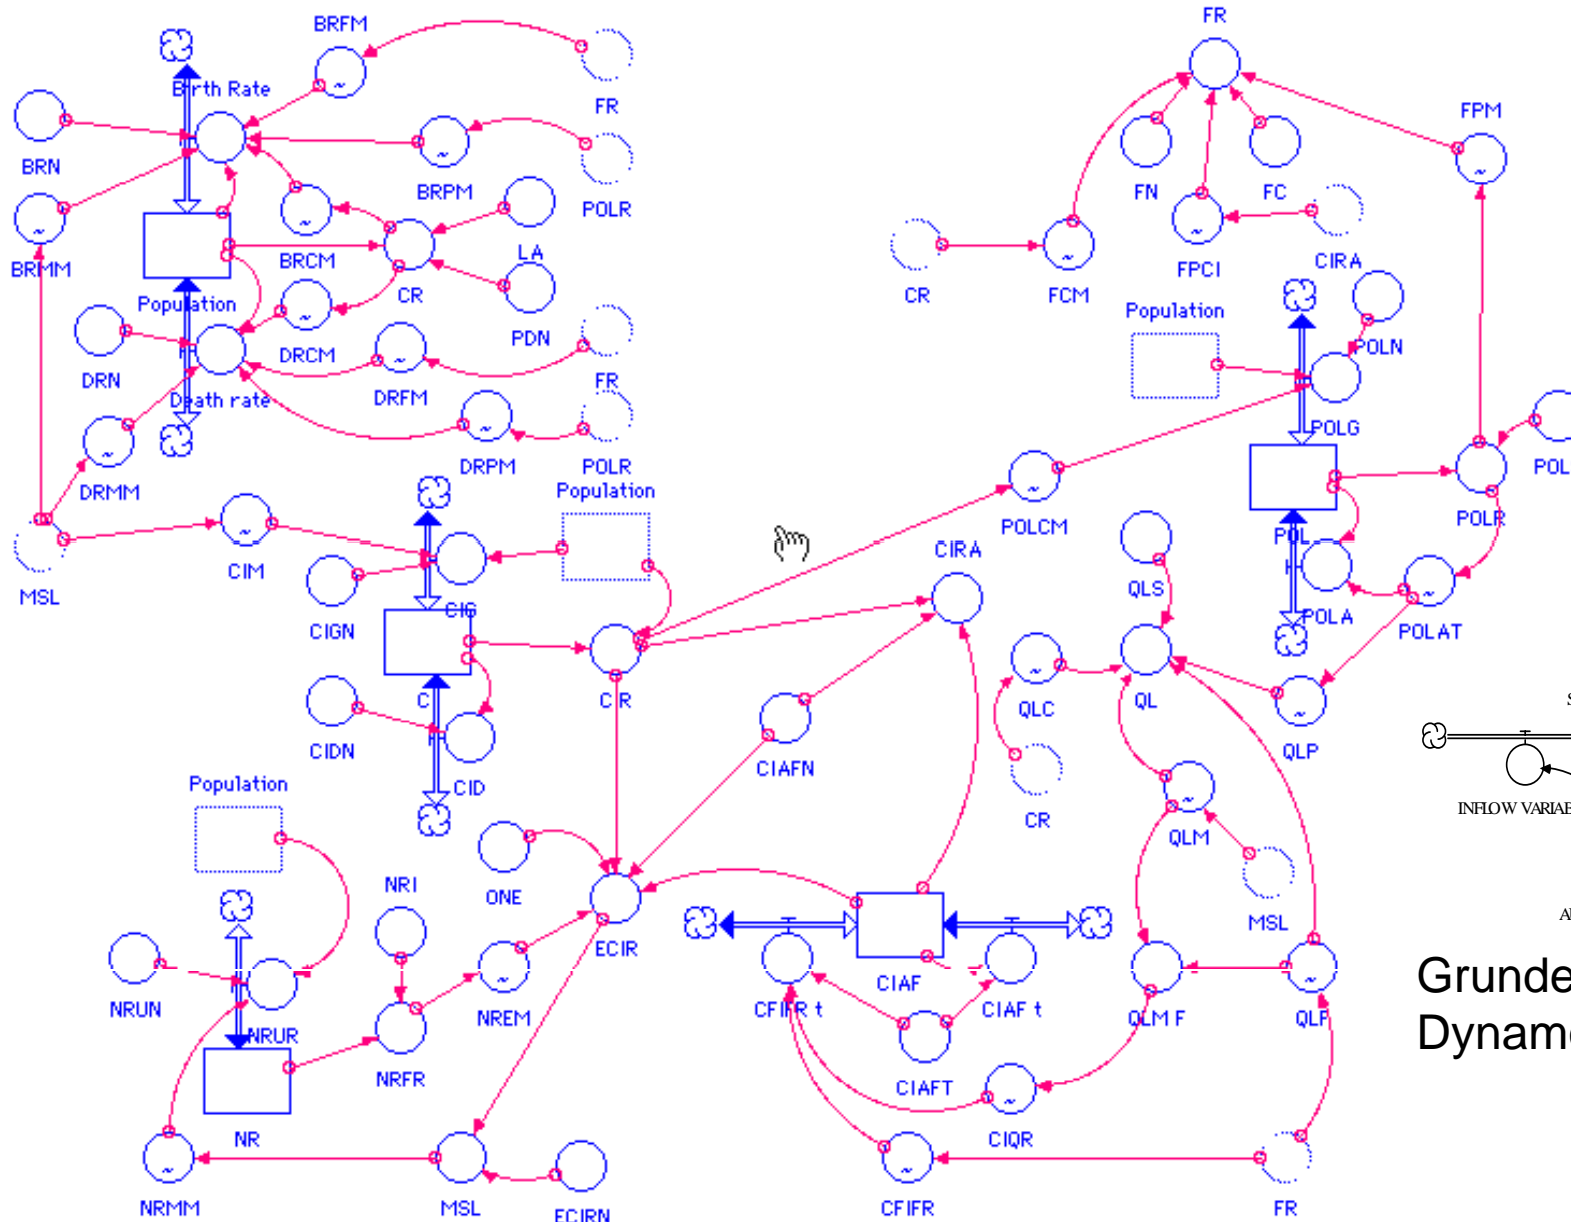 BRFM
FR
Birth Rate
FR
FPM
BRN
BRPM
FN
FC
POLR
BRMM
BRCM
LA
FPCI
CIRA
CR
CR
FCM
Population
Population
DRN
DRCM
PDN
POLN
DRFM
FR
Death rate
POLG
DRPM
POLR
POL
DRMM
Population
POLCM
POLR
POL
CIM
CIRA
MSL
QLS
CIGN
CIG
POLA
POLAT
CIR
QLC
QL
CIDN
QLP
CIAFN
Population
CID
CR
INFLOW VARIAB
QLM
NRI
ONE
MSL
ECIR
CIAF
Grunde
NRUN
NREM
CFIFR t
CIAF t
QLM F
QLF
Dynam
NRUR
NRFR
CIAFT
NR
CIQR
NRMM
MSL
ECIRN
CFIFR
FR